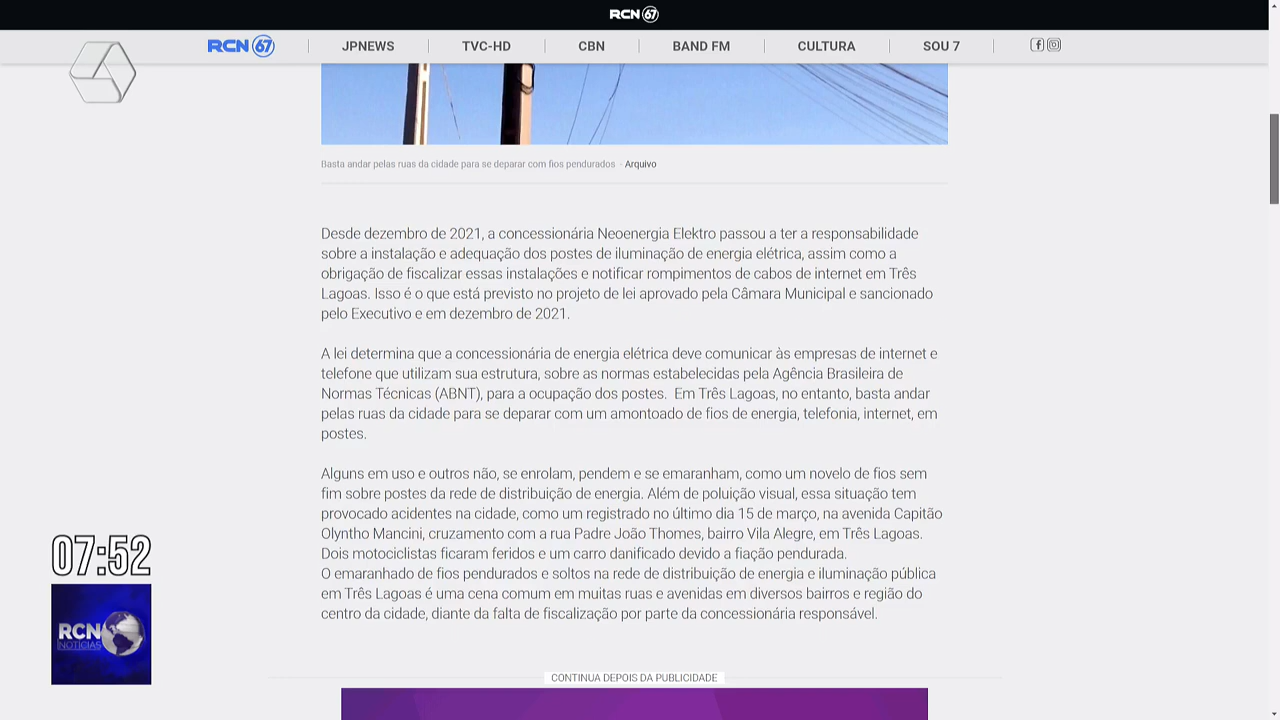 RCN 67
RCN 67
JPNEWS
TVC-HD
CBN
BAND FM
CULTURA
SOU 7
Basta andar pelas ruas da cidade para se deparar com fios pendurados - Arquivo
Desde dezembro de 2021, a concessionária Neoenergia Elektro passou a ter a responsabilidade
sobre a instalação e adequação dos postes de iluminação de energia elétrica, assim como a
obrigação de fiscalizar essas instalações e notificar rompimentos de cabos de internet em Três
Lagoas. Isso é o que está previsto no projeto de lei aprovado pela Câmara Municipal e sancionado
pelo Executivo e em dezembro de 2021.
A lei determina que a concessionária de energia elétrica deve comunicar às empresas de internet e
telefone que utilizam sua estrutura, sobre as normas estabelecidas pela Agência Brasileira de
Normas Técnicas (ABNT), para a ocupação dos postes. Em Três Lagoas, no entanto, basta andar
pelas ruas da cidade para se deparar com um amontoado de fios de energia, telefonia, internet, em
postes.
Alguns em uso e outros não, se enrolam, pendem e se emaranham, como um novelo de fios sem
fim sobre postes da rede de distribuição de energia. Além de poluição visual, essa situação tem
provocado acidentes na cidade, como um registrado no último dia 15 de março, na avenida Capitão
Olyntho Mancini, cruzamento com a rua Padre João Thomes, bairro Vila Alegre, em Três Lagoas.
Dois motociclistas ficaram feridos e um carro danificado devido a fiação pendurada.
O emaranhado de fios pendurados e soltos na rede de distribuição de energia e iluminação pública
em Três Lagoas é uma cena comum em muitas ruas e avenidas em diversos bairros e região do
centro da cidade, diante da falta de fiscalização por parte da concessionária responsável.
07:52
RCN
NOTÍCIAS
CONTINUA DEPOIS DA PUBLICIDADE